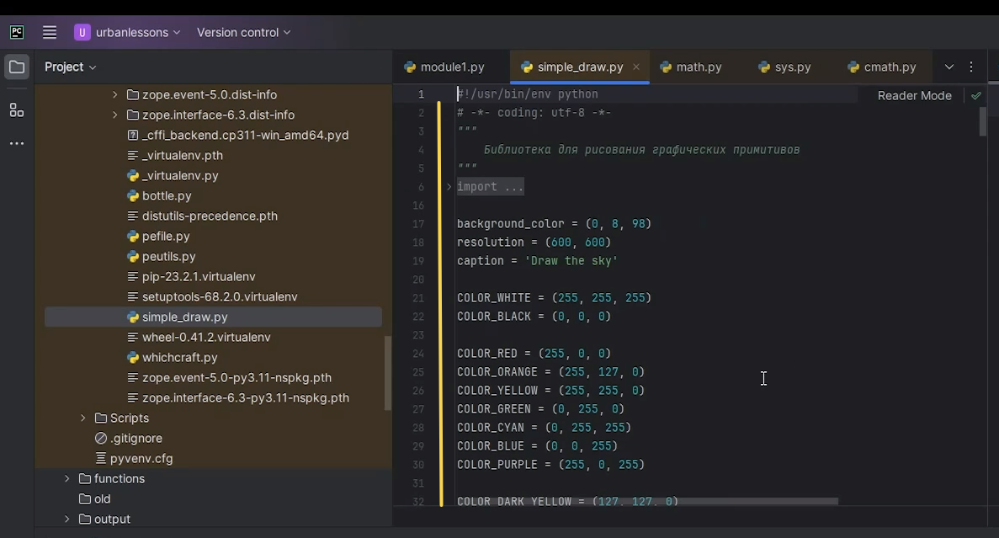 PC
U urbanlessons
Version control
Project
module1.py
simple_draw.py
math.py
sys.py
cmath.py
zope.event-5.0.dist-info
zope.interface-6.3.dist-info
_cffi_backend.cp311-win_amd64.pyd
_virtualenv.pth
_virtualenv.py
bottle.py
distutils-precedence.pth
pefile.py
peutils.py
pip-23.2.1.virtualenv
setuptools-68.2.0.virtualenv
simple_draw.py
wheel-0.41.2.virtualenv
whichcraft.py
zope.event-5.0-py3.11-nspkg.pth
zope.interface-6.3-py3.11-nspkg.pth
Scripts
.gitignore
pyvenv.cfg
functions
old
output
Reader Mode
1 #!/usr/bin/env python
2 # -*- coding: utf-8 -*-
3 """
4 Библиотека для рисования графических примитивов
5 """
6 import ...
16
17 background_color = (0, 8, 98)
18 resolution = (600, 600)
19 caption = 'Draw the sky'
20
21 COLOR_WHITE = (255, 255, 255)
22 COLOR_BLACK = (0, 0, 0)
23
24 COLOR_RED = (255, 0, 0)
25 COLOR_ORANGE = (255, 127, 0)
26 COLOR_YELLOW = (255, 255, 0)
27 COLOR_GREEN = (0, 255, 0)
28 COLOR_CYAN = (0, 255, 255)
29 COLOR_BLUE = (0, 0, 255)
30 COLOR_PURPLE = (255, 0, 255)
31
32 COLOR_DARK_YELLOW = (127, 127, 0)